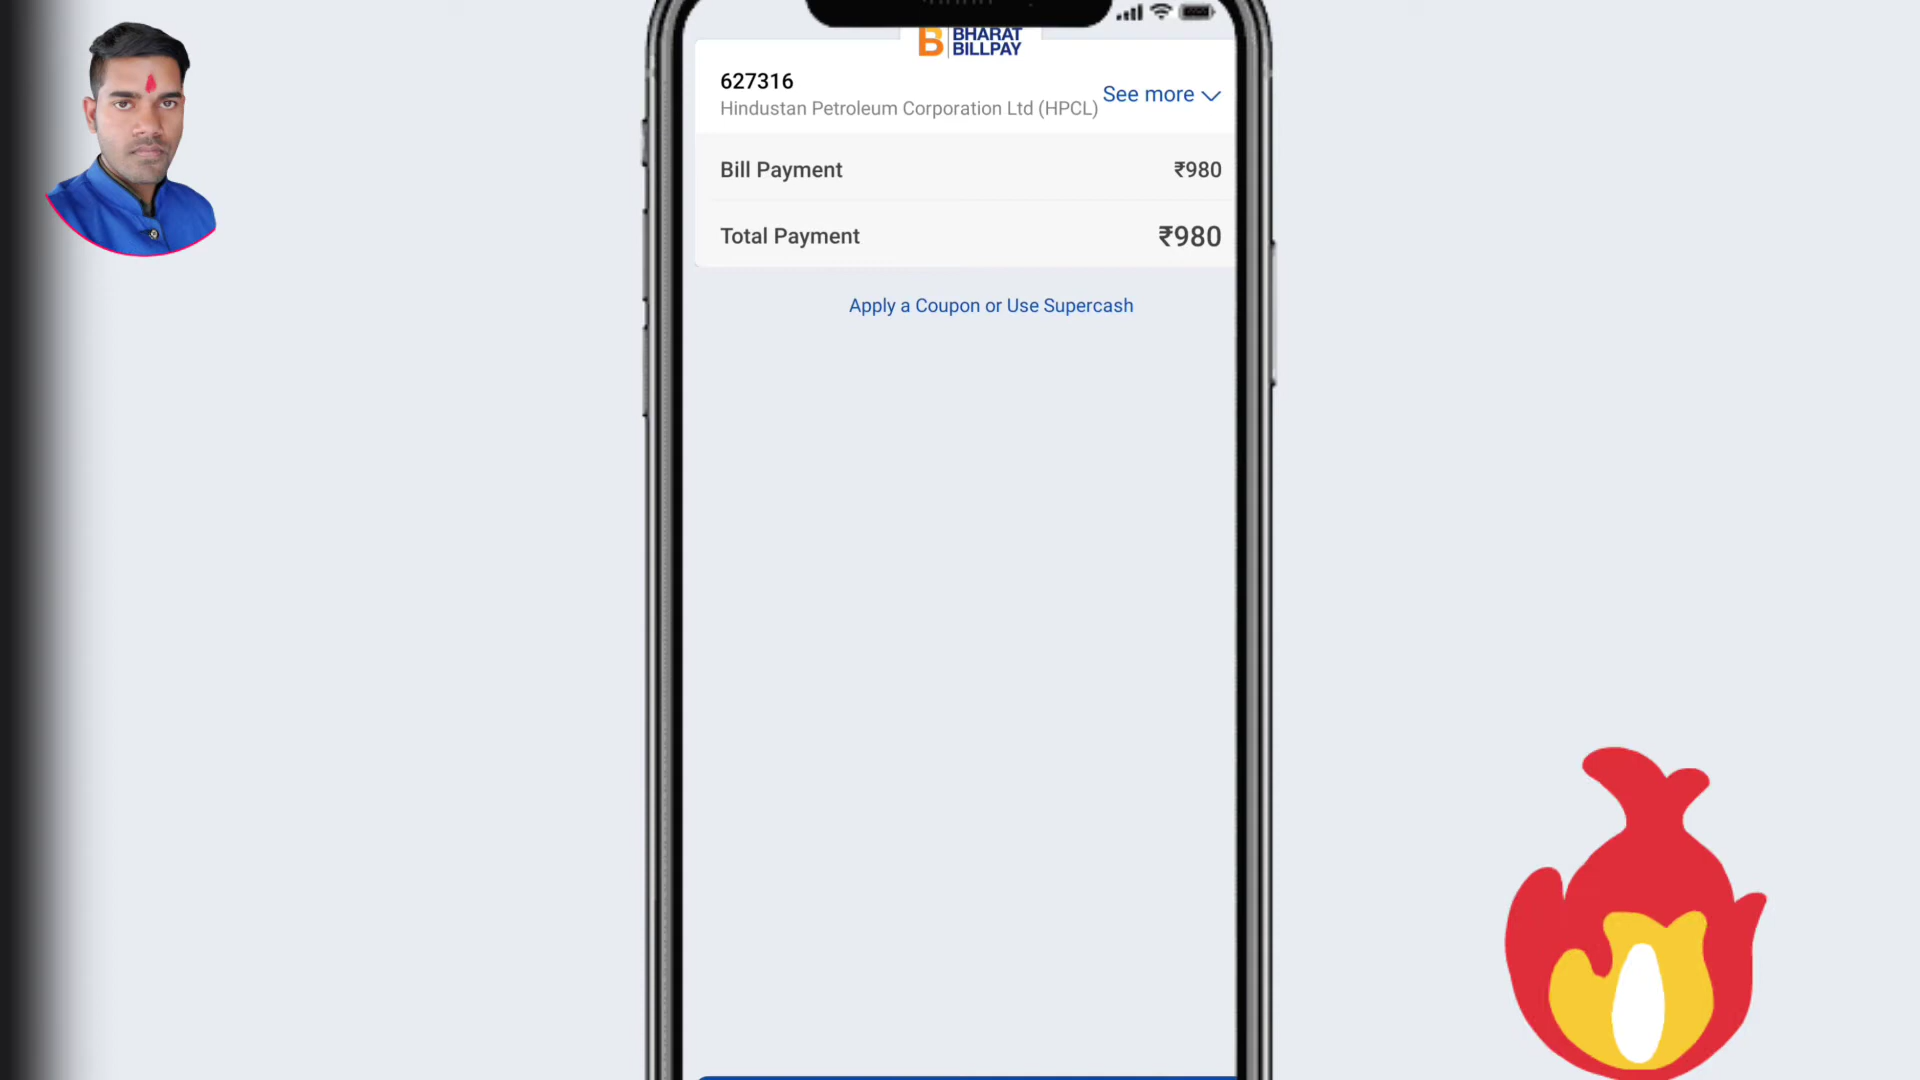 BHARAT
BILLPAY
627316
Hindustan Petroleum Corporation Ltd (HPCL)
See more
Bill Payment
₹980
Total Payment
₹980
Apply a Coupon or Use Supercash